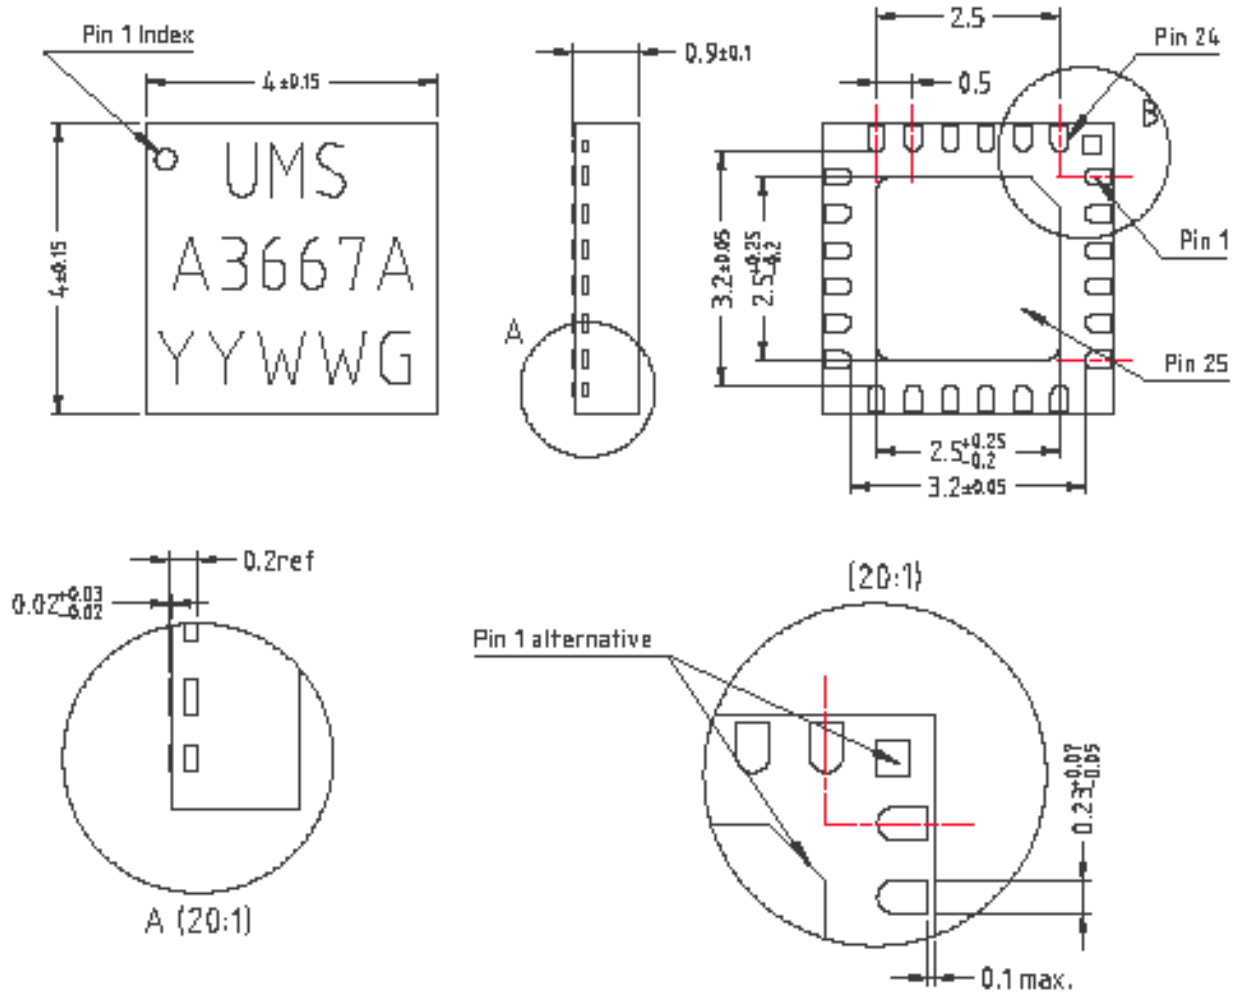 Pin 1 Index
4±0.15
4±0.15
UMS
A3667A
YYWWG
0.9±0.1
A
2.5
0.5
Pin 24
B
Pin 1
Pin 25
3.2±0.05
2.5+0.25
-0.2
2.5+0.25
-0.2
3.2±0.05
0.2ref
0.02+0.03
-0.02
A (20:1)
(20:1)
Pin 1 alternative
0.23+0.07
-0.05
0.1 max.